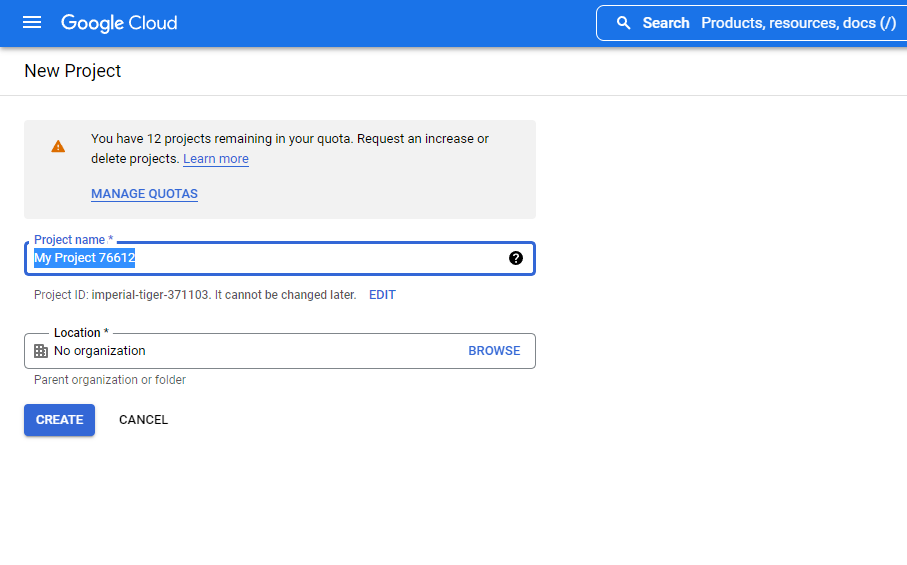 Google Cloud
Search Products, resources, docs (/)
New Project
You have 12 projects remaining in your quota. Request an increase or
delete projects. Learn more
MANAGE QUOTAS
Project name *
My Project 76612
Project ID: imperial-tiger-371103. It cannot be changed later. EDIT
Location *
No organization BROWSE
Parent organization or folder
CREATE CANCEL